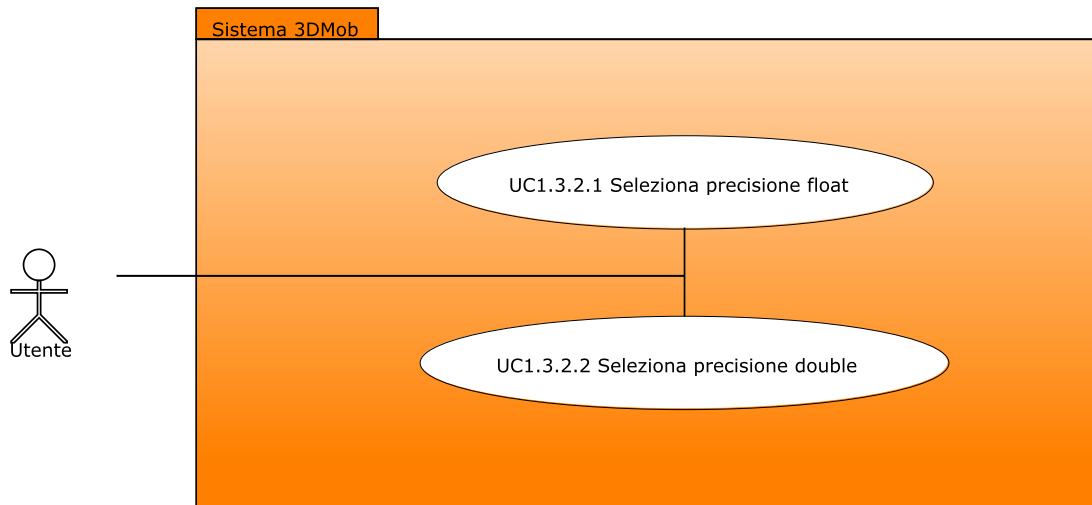 Sistema 3DMob
UC1.3.2.1 Seleziona precisione float
Utente
UC1.3.2.2 Seleziona precisione double